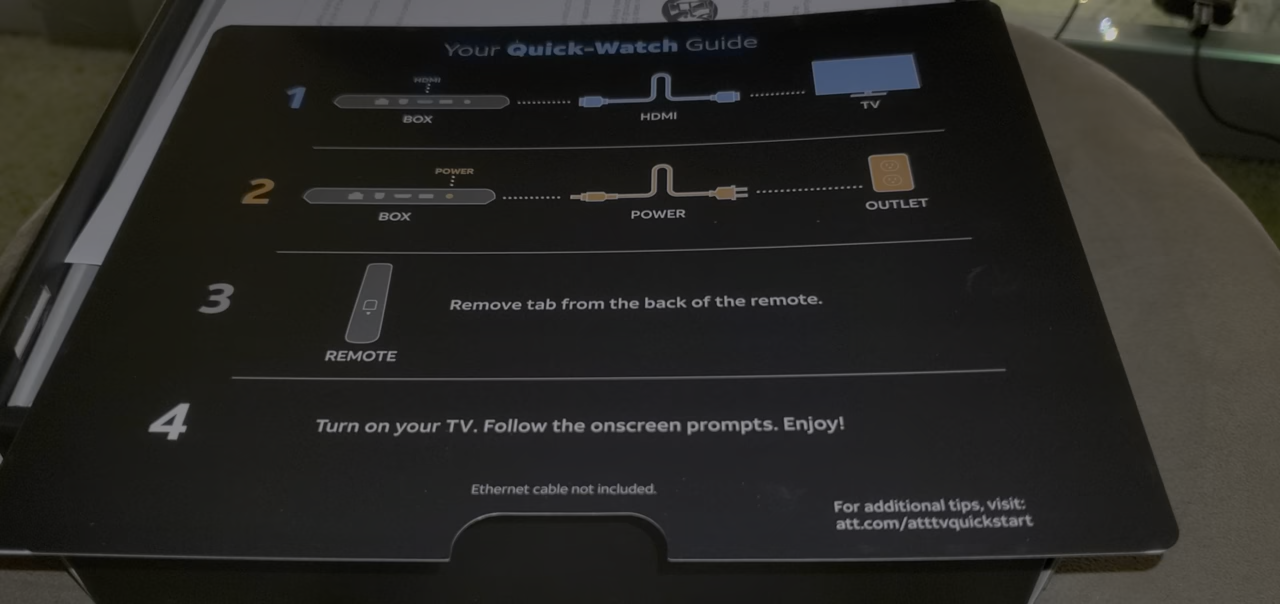 Your Quick-Watch Guide
1
HDMI
BOX
HDMI
TV
2
POWER
BOX
POWER
OUTLET
3
REMOTE
Remove tab from the back of the remote.
4
Turn on your TV. Follow the onscreen prompts. Enjoy!
Ethernet cable not included.
For additional tips, visit:
att.com/atttvquickstart